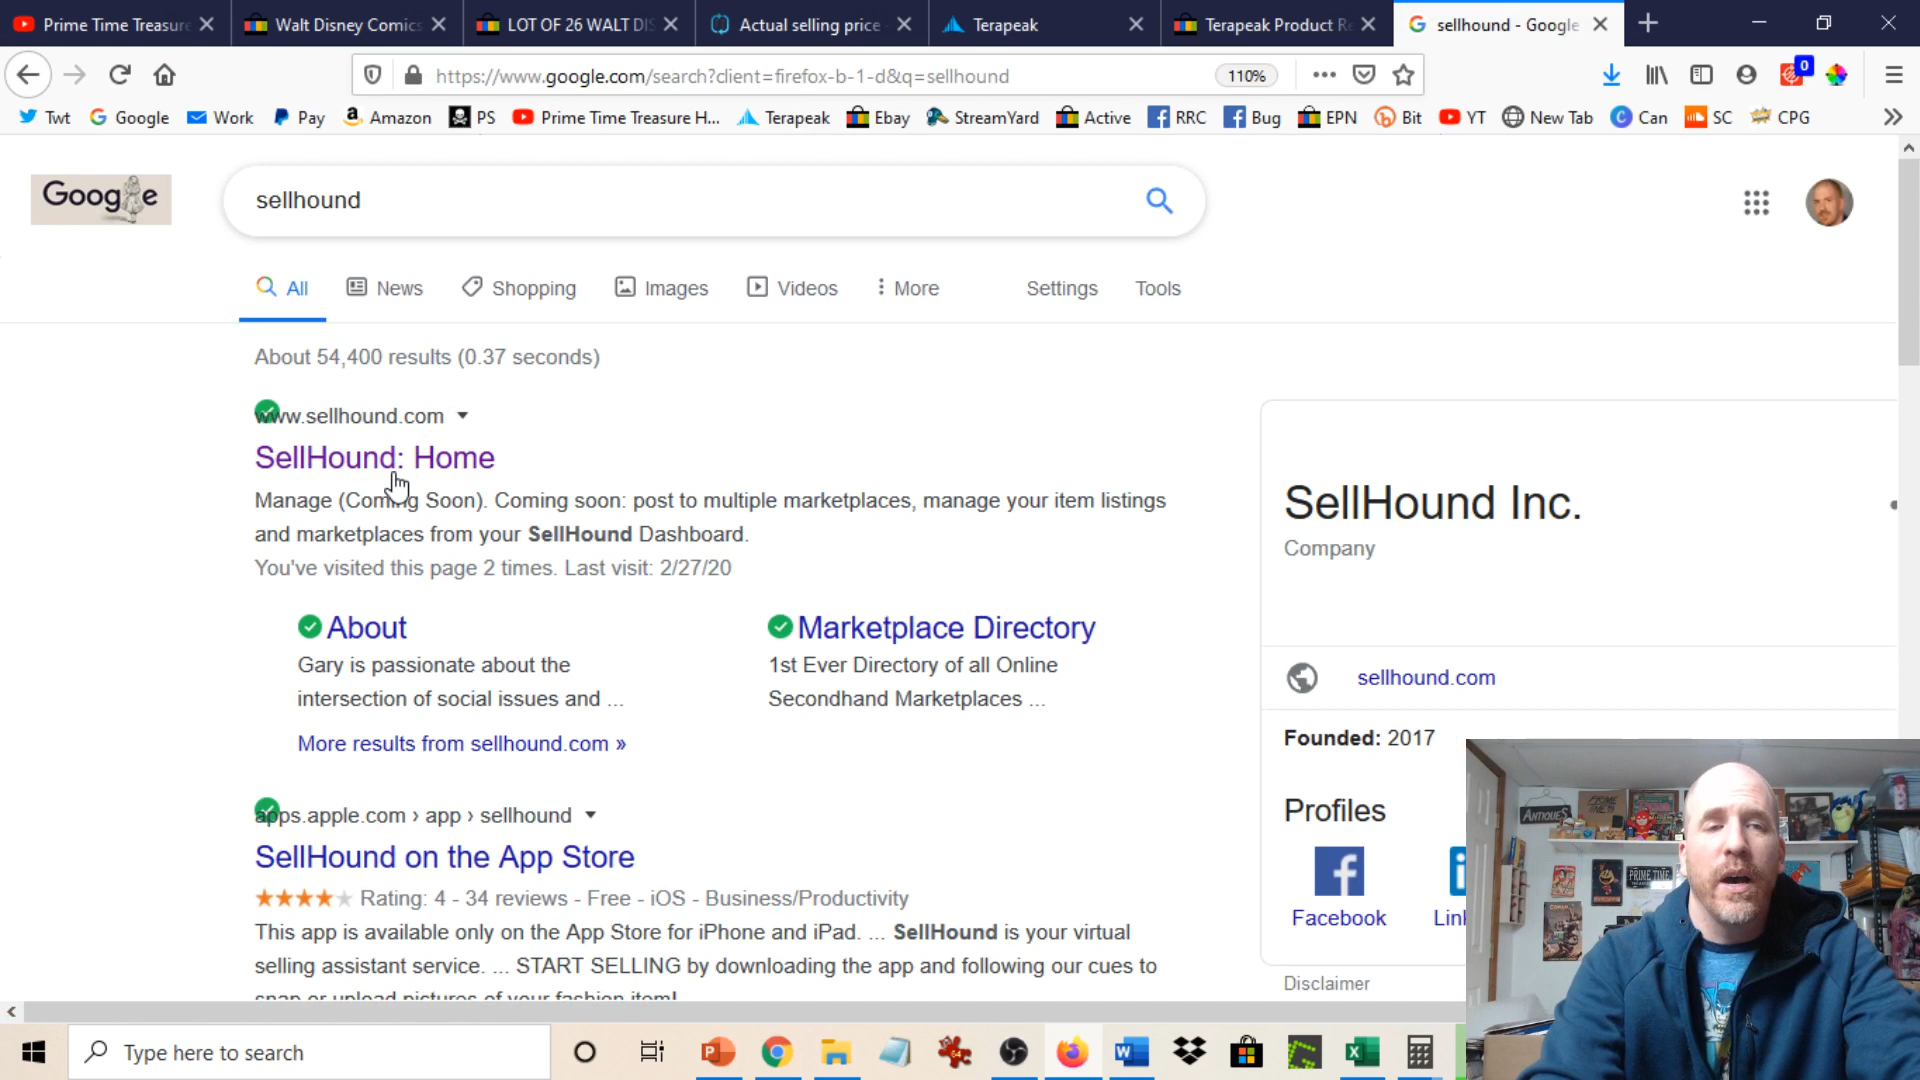 Prime Time Treasure
Walt Disney Comics
LOT OF 26 WALT DIS
Actual selling price
Terapeak
Terapeak Product Re
sellhound - Google
https://www.google.com/search?client=firefox-b-1-d&q=sellhound
110%
0
Twt
Google
Work
Pay
Amazon
PS
Prime Time Treasure H...
Terapeak
Ebay
StreamYard
Active
RRC
Bug
EPN
Bit
YT
New Tab
Can
SC
CPG
Google
sellhound
All
News
Shopping
Images
Videos
More
Settings
Tools
About 54,400 results (0.37 seconds)
www.sellhound.com
SellHound: Home
Manage (Coming Soon). Coming soon: post to multiple marketplaces, manage your item listings
and marketplaces from your SellHound Dashboard.
You've visited this page 2 times. Last visit: 2/27/20
About
Gary is passionate about the
intersection of social issues and ...
Marketplace Directory
1st Ever Directory of all Online
Secondhand Marketplaces ...
More results from sellhound.com »
apps.apple.com › app › sellhound
SellHound on the App Store
Rating: 4 - 34 reviews - Free - iOS - Business/Productivity
This app is available only on the App Store for iPhone and iPad. ... SellHound is your virtual
selling assistant service. ... START SELLING by downloading the app and following our cues to
snap or upload pictures of your fashion item!
SellHound Inc.
Company
sellhound.com
Founded: 2017
Profiles
Facebook
Link
Disclaimer
ANTIQUES
PRIME TIME
Type here to search